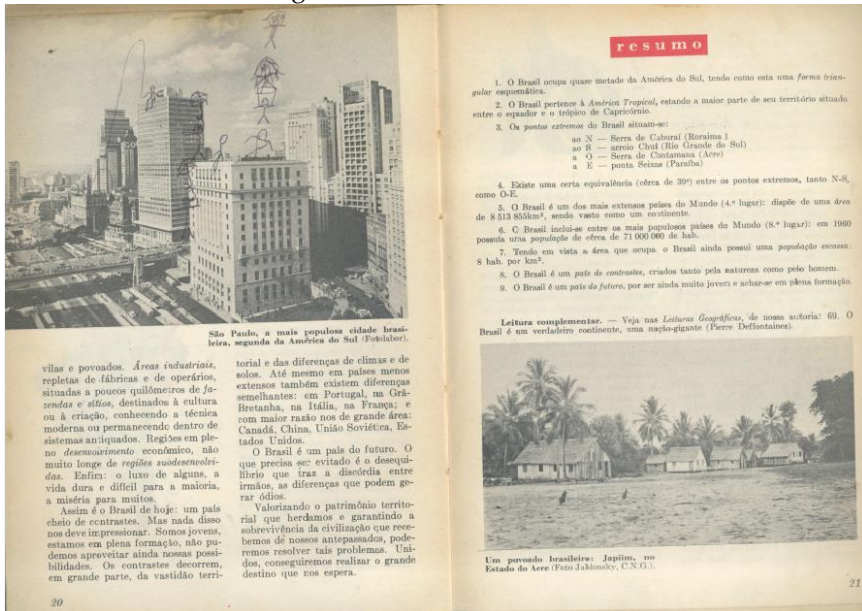 São Paulo, a mais populosa cidade brasi-
leira, segunda da América do Sul (Fotolabor).
vilas e povoados. Áreas industriais,
repletas de fábricas e de operários,
situadas a poucos quilômetros de fa-
zendas e sítios, destinados à cultura
ou à criação, conhecendo a técnica
moderna ou permanecendo dentro de
sistemas antiquados. Regiões em ple-
no desenvolvimento econômico, não
muito longe de regiões subdesenvolvi-
das. Enfim: o luxo de alguns, a
vida dura e difícil para a maioria,
a miséria para muitos.
Assim é o Brasil de hoje: um país
cheio de contrastes. Mas nada disso
nos deve impressionar. Somos jovens,
estamos em plena formação, não pu-
demos aproveitar ainda nossas possi-
bilidades. Os contrastes decorrem,
em grande parte, da vastidão terri-
torial e das diferenças de climas e de
solos. Até mesmo em países menos
extensos também existem diferenças
semelhantes: em Portugal, na Grã-
Bretanha, na Itália, na França; e
com maior razão nos de grande área:
Canadá, China, União Soviética, Es-
tados Unidos.
O Brasil é um país do futuro. O
que precisa ser evitado é o desequi-
líbrio que traz a discórdia entre
irmãos, as diferenças que podem ge-
rar ódios.
Valorizando o patrimônio territo-
rial que herdamos e garantindo a
sobrevivência da civilização que rece-
bemos de nossos antepassados, pode-
remos resolver tais problemas. Uni-
dos, conseguiremos realizar o grande
destino que nos espera.
20
resumo
1. O Brasil ocupa quase metade da América do Sul, tendo como esta uma forma trian-
gular esquemática.
2. O Brasil pertence à América Tropical, estando a maior parte de seu território situado
entre o equador e o trópico de Capricórnio.
3. Os pontos extremos do Brasil situam-se:
ao N — Serra de Caburaí (Roraima)
ao S — arroio Chuí (Rio Grande do Sul)
a O — Serra de Contamana (Acre)
a E — ponta Seixas (Paraíba)
4. Existe uma certa equivalência (cêrca de 39º) entre os pontos extremos, tanto N-S,
como O-E.
5. O Brasil é um dos mais extensos países do Mundo (4.º lugar): dispõe de uma área
de 8 513 855km², sendo vasto como um continente.
6. O Brasil inclui-se entre os mais populosos países do Mundo (8.º lugar): em 1960
possuía uma população de cêrca de 71 000 000 de hab.
7. Tendo em vista a área que ocupa, o Brasil ainda possui uma população escassa:
8 hab. por km².
8. O Brasil é um país de contrastes, criados tanto pela natureza como pelo homem.
9. O Brasil é um país do futuro, por ser ainda muito jovem e achar-se em plena formação.
Leitura complementar. — Veja nas Leituras Geográficas, de nossa autoria: 69. O
Brasil é um verdadeiro continente, uma nação-gigante (Pierre Deffontaines).
Um povoado brasileiro: Japiim, no
Estado do Acre (Foto Jablonsky, C.N.G.).
21